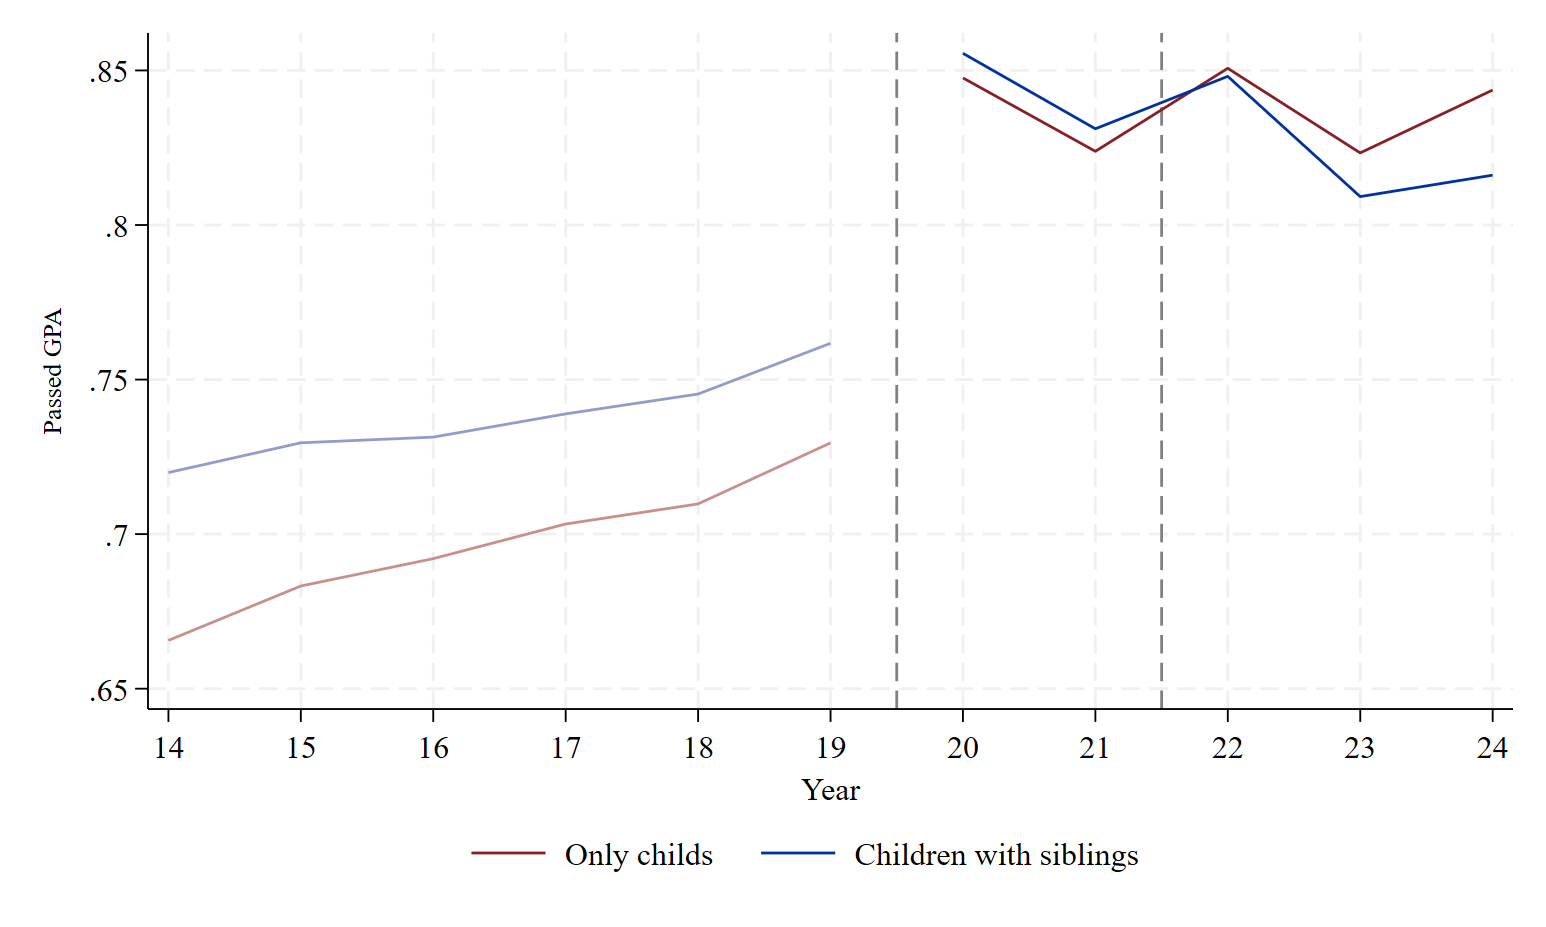 .85
.8
.75
.7
.65
Passed GPA
14 15 16 17 18 19 20 21 22 23 24
Year
Only childs Children with siblings